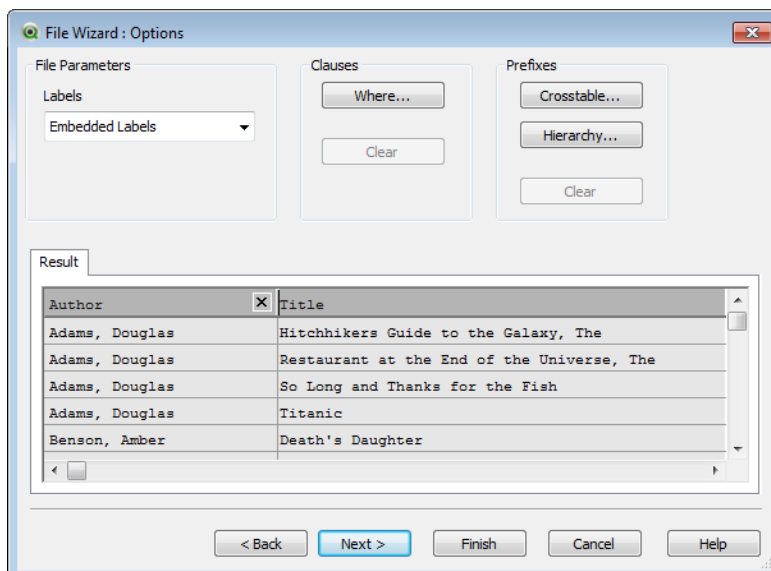 File Wizard : Options
File Parameters
Labels
Embedded Labels
Clauses
Where...
Clear
Prefixes
Crosstable...
Hierarchy...
Clear
Result
Author Title
Adams, Douglas Hitchhikers Guide to the Galaxy, The
Adams, Douglas Restaurant at the End of the Universe, The
Adams, Douglas So Long and Thanks for the Fish
Adams, Douglas Titanic
Benson, Amber Death's Daughter
< Back Next > Finish Cancel Help